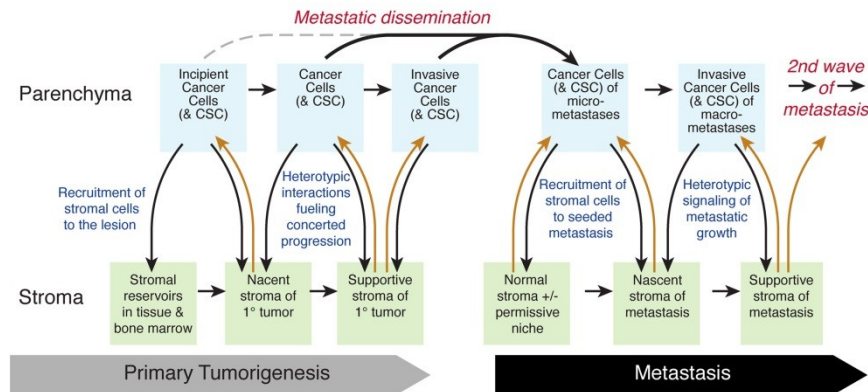 Metastatic dissemination
Parenchyma
Incipient
Cancer
Cells
(& CSC)
Cancer
Cells
(& CSC)
Invasive
Cancer Cells
(& CSC)
Cancer Cells
(& CSC) of
micro-
metastases
Invasive
Cancer Cells
(& CSC) of
macro-
metastases
2nd wave
of
metastasis
Recruitment of
stromal cells
to the lesion
Heterotypic
interactions
fueling
concerted
progression
Recruitment of
stromal cells
to seeded
metastasis
Heterotypic
signaling of
metastatic
growth
Stroma
Stromal
reservoirs
in tissue &
bone marrow
Nacent
stroma of
1° tumor
Supportive
stroma of
1° tumor
Normal
stroma +/-
permissive
niche
Nascent
stroma of
metastasis
Supportive
stroma of
metastasis
Primary Tumorigenesis
Metastasis